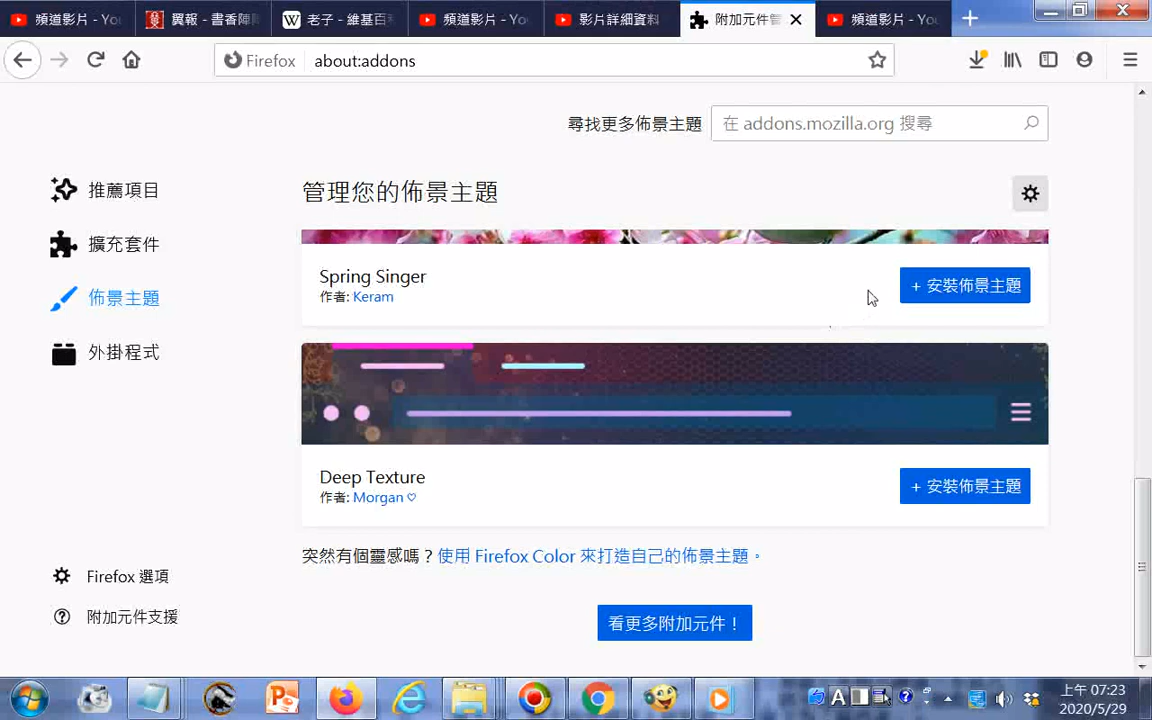 頻道影片 - Yo
翼報 - 書香陣
老子 - 維基百
頻道影片 - Yo
影片詳細資料
附加元件管
頻道影片 - Yo
Firefox
about:addons
尋找更多佈景主題
在 addons.mozilla.org 搜尋
推薦項目
擴充套件
佈景主題
外掛程式
Firefox 選項
附加元件支援
管理您的佈景主題
Spring Singer
作者: Keram
+ 安裝佈景主題
Deep Texture
作者: Morgan ♡
+ 安裝佈景主題
突然有個靈感嗎？使用 Firefox Color 來打造自己的佈景主題。
看更多附加元件！
A
上午 07:23
2020/5/29